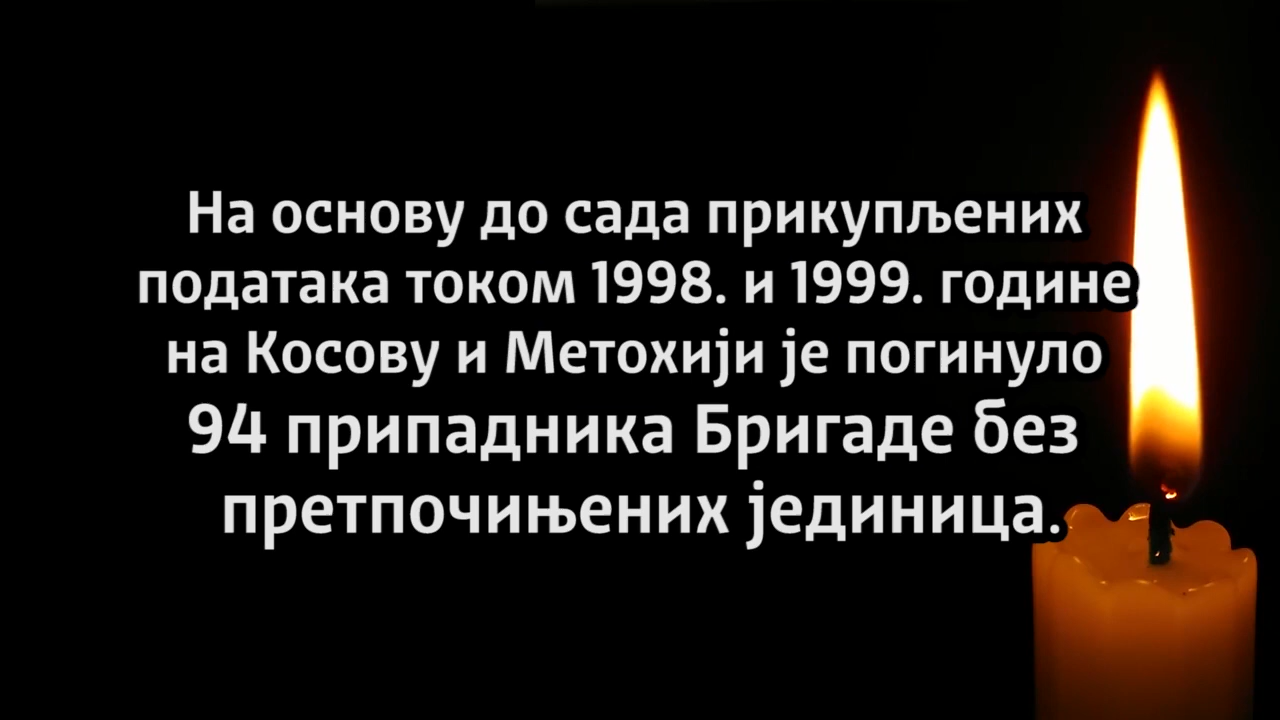 На основу до сада прикупљених
података током 1998. и 1999. године
на Косову и Метохији је погинуло
94 припадника Бригаде без
претпочињених јединица.